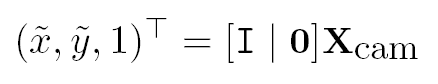 (x̃, ỹ, 1)^⊤ = [I | 0]X_cam